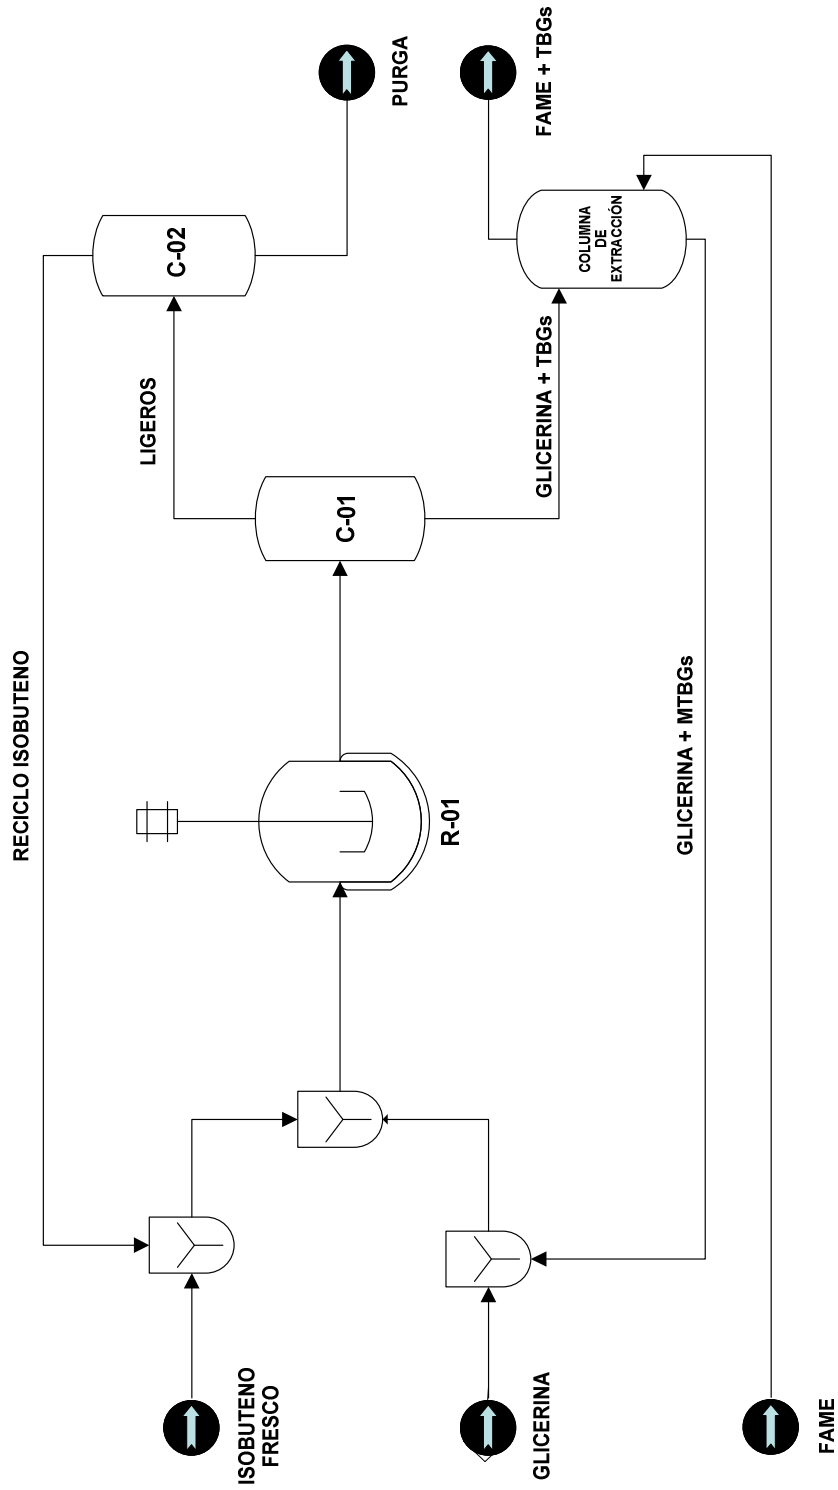 RECICLO ISOBUTENO
LIGEROS
C-02
PURGA
ISOBUTENO
FRESCO
R-01
C-01
GLICERINA + TBGs
COLUMNA
DE
EXTRACCIÓN
FAME + TBGs
GLICERINA
GLICERINA + MTBGs
FAME